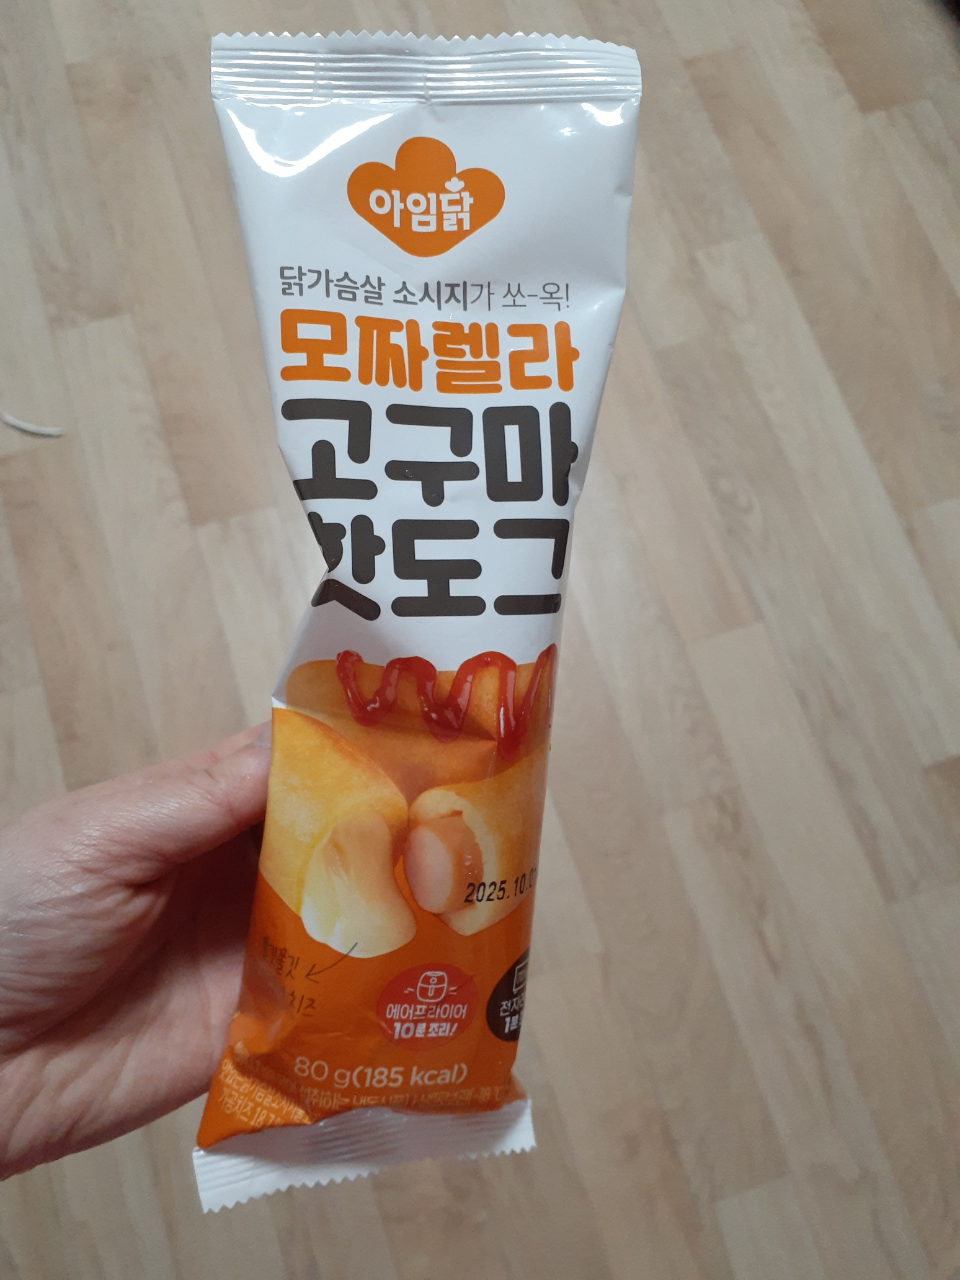 아임닭
닭가슴살 소시지가 쏘-옥!
모짜렐라
고구마
핫도그
2025.10.0
치즈
에어프라이어
10분 조리!
80 g(185 kcal)